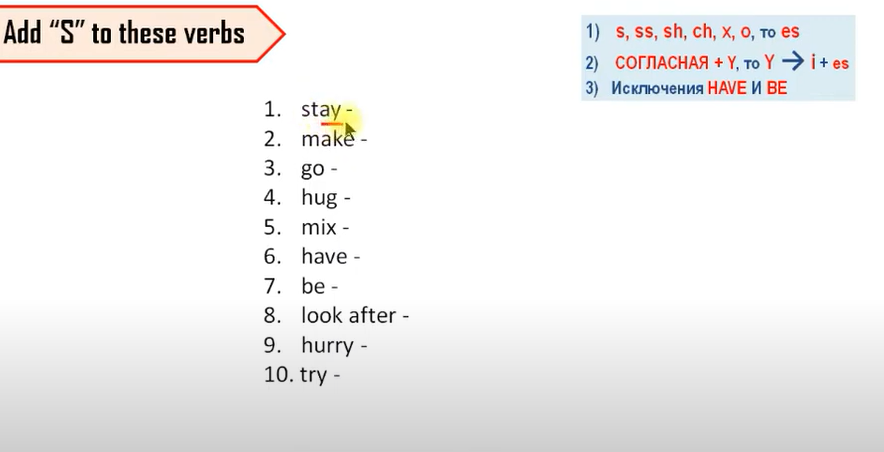 Add “S” to these verbs
1) s, ss, sh, ch, x, o, то es
2) СОГЛАСНАЯ + Y, то Y → i + es
3) Исключения HAVE И BE
1. stay -
2. make -
3. go -
4. hug -
5. mix -
6. have -
7. be -
8. look after -
9. hurry -
10. try -